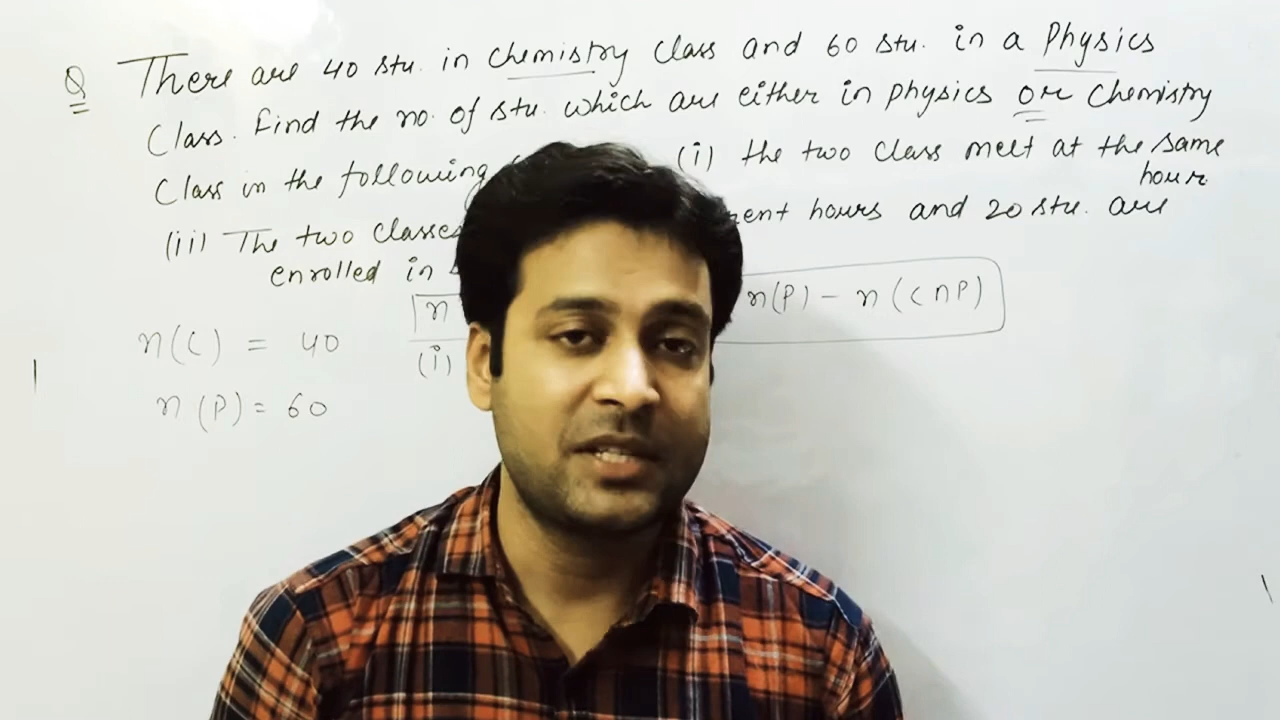 Q There are 40 stu. in Chemistry Class and 60 stu. in a Physics
Class. Find the no. of stu. which are either in physics or Chemistry
Class in the following (i) the two class meet at the same
hour
(iii) The two classes hours and 20 stu. are
enrolled in
n n(P) - n(C∩P)
n(C) = 40
(i)
n(P) = 60